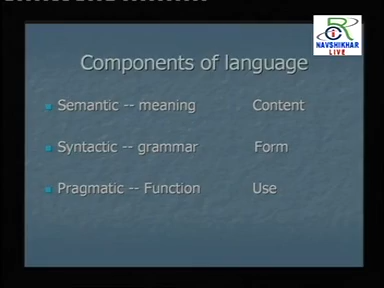 R
NAVSHIKHAR
LIVE
Components of language
Semantic -- meaning Content
Syntactic -- grammar Form
Pragmatic -- Function Use